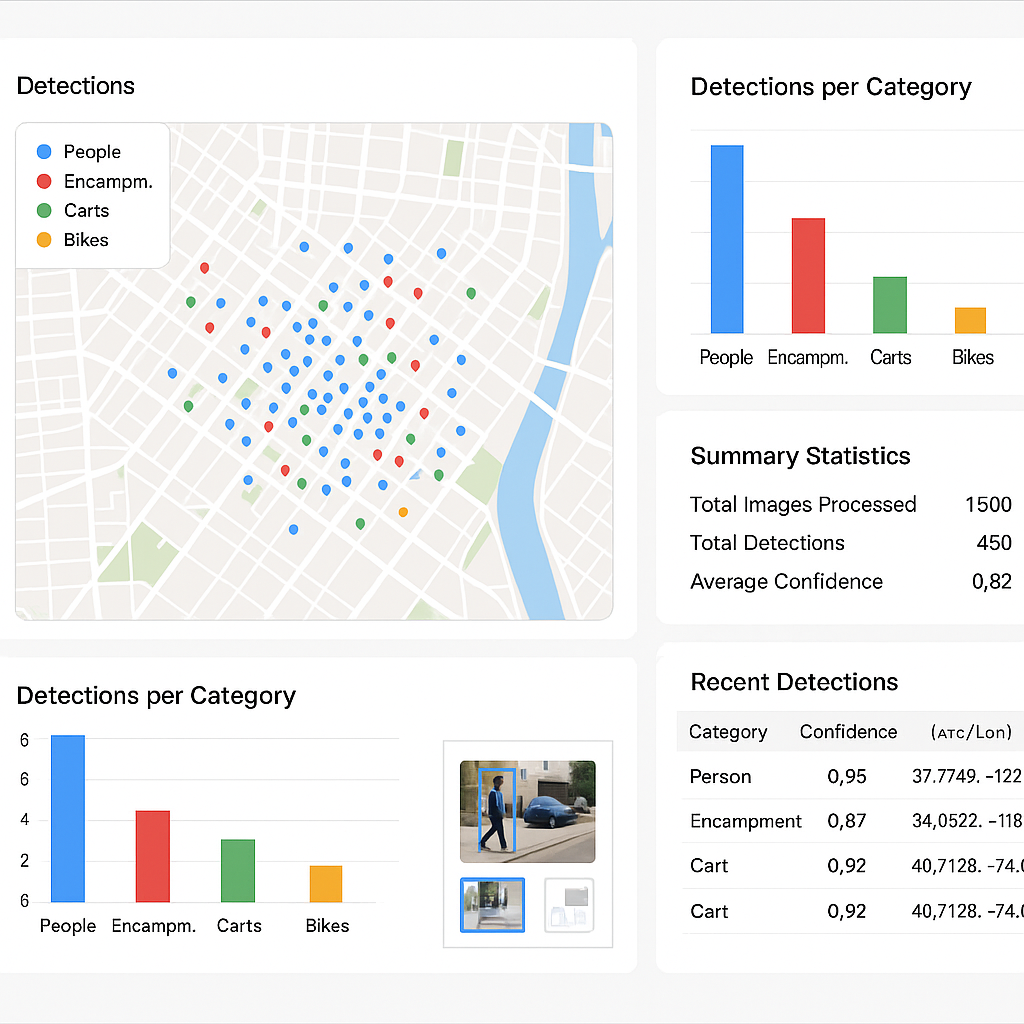 Detections
People
Encampm.
Carts
Bikes
Detections per Category
People Encampm. Carts Bikes
Summary Statistics
Total Images Processed 1500
Total Detections 450
Average Confidence 0,82
Detections per Category
6
6
4
2
6
People Encampm. Carts Bikes
Recent Detections
Category Confidence (ATC/Lon)
Person 0,95 37.7749. -122
Encampment 0,87 34,0522. -118
Cart 0,92 40,7128. -74.0
Cart 0,92 40,7128. -74.0